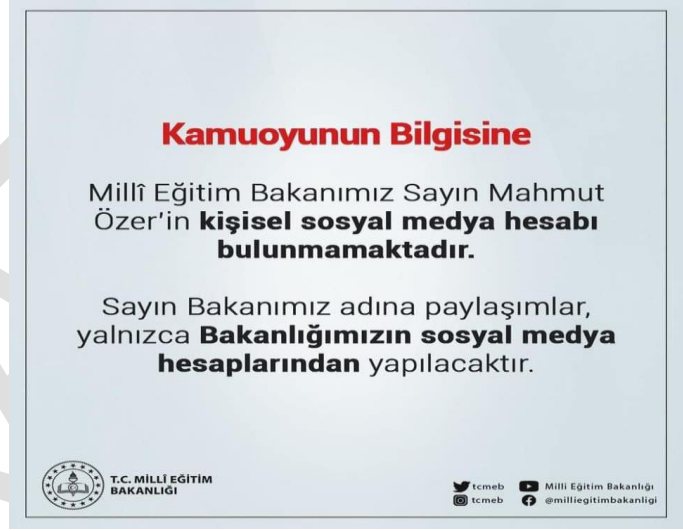 Kamuoyunun Bilgisine
Millî Eğitim Bakanımız Sayın Mahmut
Özer'in kişisel sosyal medya hesabı
bulunmamaktadır.
Sayın Bakanımız adına paylaşımlar,
yalnızca Bakanlığımızın sosyal medya
hesaplarından yapılacaktır.
T.C. MİLLÎ EĞİTİM
BAKANLIĞI
tcmeb Milli Eğitim Bakanlığı
tcmeb @milliegitimbakanligi